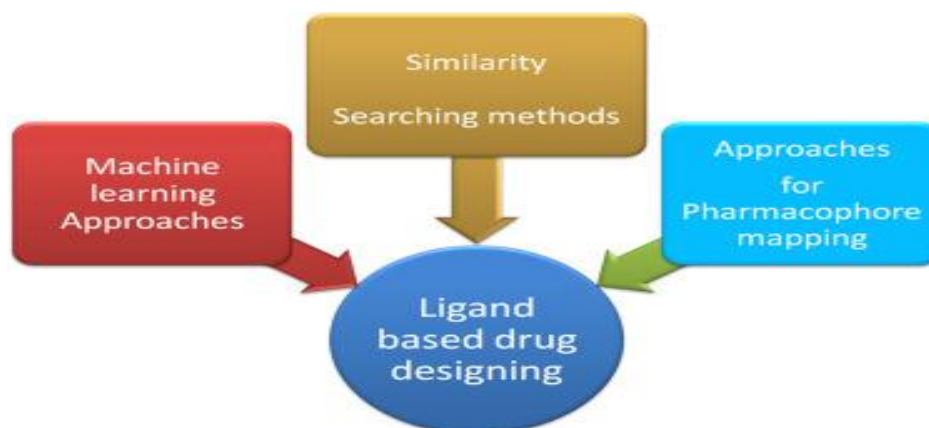 Similarity
Searching methods
Machine
learning
Approaches
Approaches
for
Pharmacophore
mapping
Ligand
based drug
designing